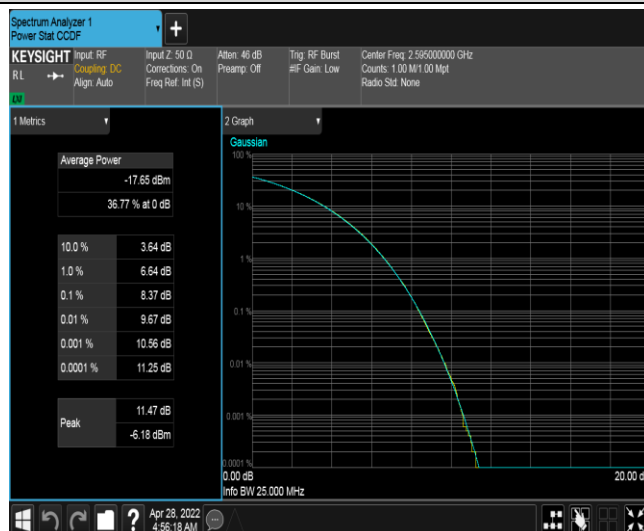 Spectrum Analyzer 1
Power Stat CCDF
+
KEYSIGHT
RL
Input: RF
Coupling: DC
Align: Auto
Input Z: 50 Ω
Corrections: On
Freq Ref: Int (S)
Atten: 46 dB
Preamp: Off
Trig: RF Burst
#IF Gain: Low
Center Freq: 2.595000000 GHz
Counts: 1.00 M/1.00 Mpt
Radio Std: None
1 Metrics
Average Power
-17.65 dBm
36.77 % at 0 dB
10.0 % 3.64 dB
1.0 % 6.64 dB
0.1 % 8.37 dB
0.01 % 9.67 dB
0.001 % 10.56 dB
0.0001 % 11.25 dB
Peak 11.47 dB
-6.18 dBm
2 Graph
Gaussian
100 %
10 %
1 %
0.1 %
0.01 %
0.001 %
0.0001 %
0.00 dB 20.00 d
Info BW 25.000 MHz
?
Apr 28, 2022
4:56:18 AM